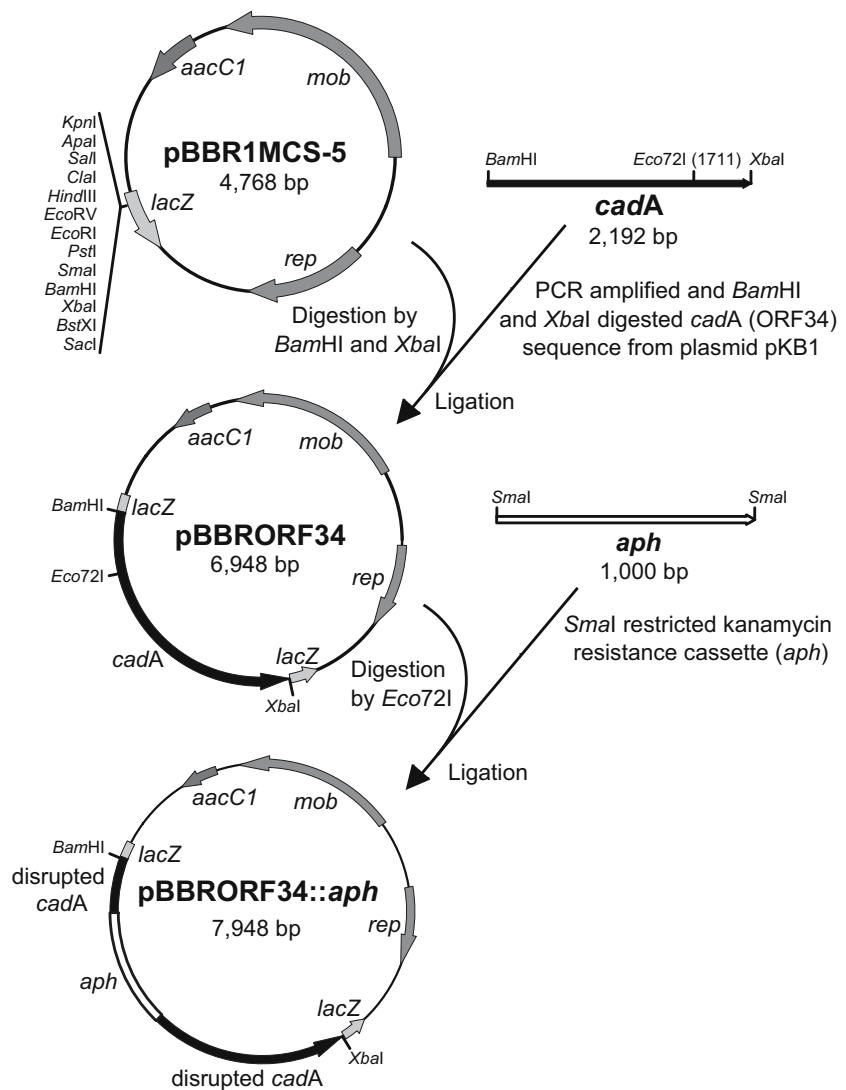 aacC1
mob
KpnI
ApaI
SalI
ClaI
HindIII
EcoRV
EcoRI
PstI
SmaI
BamHI
XbaI
BstXI
SacI
pBBR1MCS-5
4,768 bp
lacZ
rep
BamHI
Eco72I (1711)
XbaI
cadA
2,192 bp
Digestion by
BamHI and XbaI
PCR amplified and BamHI
and XbaI digested cadA (ORF34)
sequence from plasmid pKB1
Ligation
aacC1
mob
BamHI
lacZ
pBBRORF34
6,948 bp
Eco72I
rep
cadA
lacZ
XbaI
SmaI
SmaI
aph
1,000 bp
Digestion
by Eco72I
SmaI restricted kanamycin
resistance cassette (aph)
Ligation
aacC1
mob
BamHI
lacZ
disrupted
cadA
pBBRORF34::aph
7,948 bp
rep
aph
lacZ
XbaI
disrupted cadA